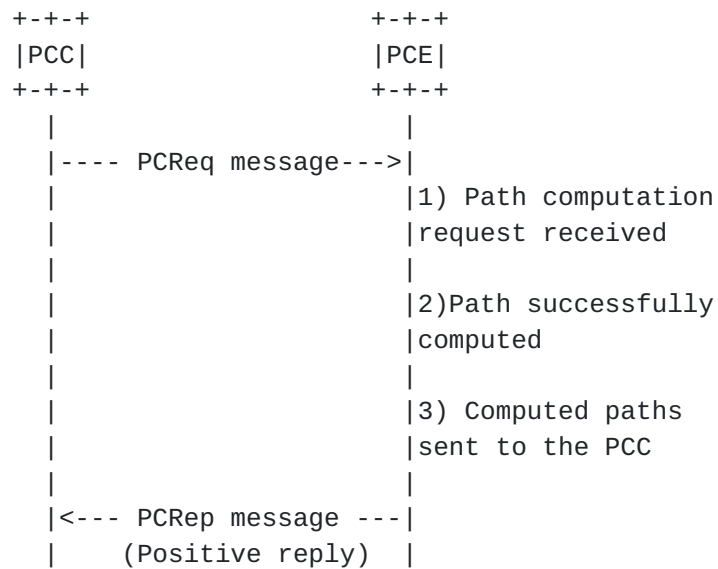 +-+-+                  +-+-+
|PCC|                  |PCE|
+-+-+                  +-+-+
  |                      |
  |---- PCReq message--->|
  |                      |1) Path computation
  |                      |request received
  |                      |
  |                      |2)Path successfully
  |                      |computed
  |                      |
  |                      |3) Computed paths
  |                      |sent to the PCC
  |                      |
  |<--- PCRep message ---|
  |    (Positive reply)  |